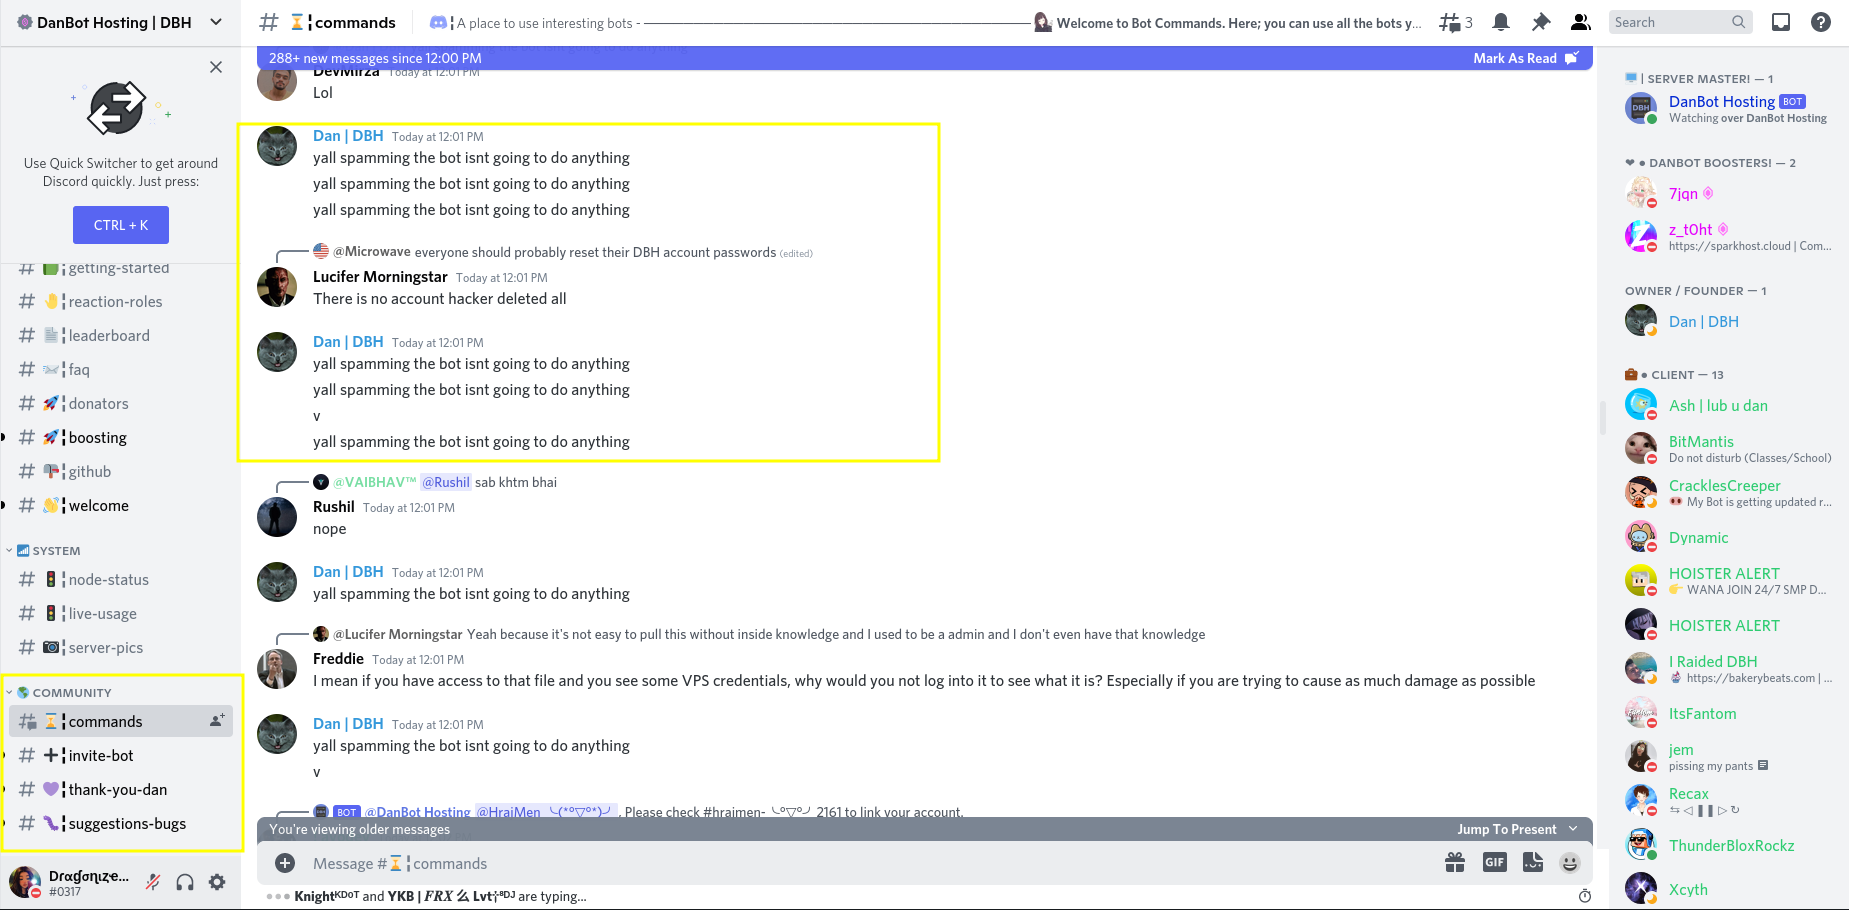 DanBot Hosting | DBH
Use Quick Switcher to get around
Discord quickly. Just press:
CTRL + K
getting-started
reaction-roles
leaderboard
faq
donators
boosting
github
welcome
SYSTEM
node-status
live-usage
server-pics
COMMUNITY
commands
invite-bot
thank-you-dan
suggestions-bugs
#0317
commands
A place to use interesting bots - Welcome to Bot Commands. Here; you can use all the bots y...
3
Search
288+ new messages since 12:00 PM
Mark As Read
DevMirza Today at 12:01 PM
Lol
Dan | DBH Today at 12:01 PM
yall spamming the bot isnt going to do anything
yall spamming the bot isnt going to do anything
yall spamming the bot isnt going to do anything
@Microwave everyone should probably reset their DBH account passwords (edited)
Lucifer Morningstar Today at 12:01 PM
There is no account hacker deleted all
Dan | DBH Today at 12:01 PM
yall spamming the bot isnt going to do anything
yall spamming the bot isnt going to do anything
v
yall spamming the bot isnt going to do anything
@VAIBHAV™ @Rushil sab khtm bhai
Rushil Today at 12:01 PM
nope
Dan | DBH Today at 12:01 PM
yall spamming the bot isnt going to do anything
@Lucifer Morningstar Yeah because it's not easy to pull this without inside knowledge and I used to be a admin and I don't even have that knowledge
Freddie Today at 12:01 PM
I mean if you have access to that file and you see some VPS credentials, why would you not log into it to see what it is? Especially if you are trying to cause as much damage as possible
Dan | DBH Today at 12:01 PM
yall spamming the bot isnt going to do anything
v
BOT @DanBot Hosting @HraiMen ╰(*°▽°*)╯ , Please check #hraimen-╰°▽°╯2161 to link your account.
You're viewing older messages
Jump To Present
Message # commands
GIF
Knightᴷᴰᵒᵀ and YKB | FRX 么 Lvt are typing...
| SERVER MASTER! — 1
DanBot Hosting BOT
Watching over DanBot Hosting
❤ ● DANBOT BOOSTERS! — 2
7jqn
z_t0ht
https://sparkhost.cloud | Com...
OWNER / FOUNDER — 1
Dan | DBH
● CLIENT — 13
Ash | lub u dan
BitMantis
Do not disturb (Classes/School)
CracklesCreeper
My Bot is getting updated r...
Dynamic
HOISTER ALERT
WANA JOIN 24/7 SMP D...
HOISTER ALERT
I Raided DBH
https://bakerybeats.com | ...
ItsFantom
jem
pissing my pants
Recax
ThunderBloxRockz
Xcyth